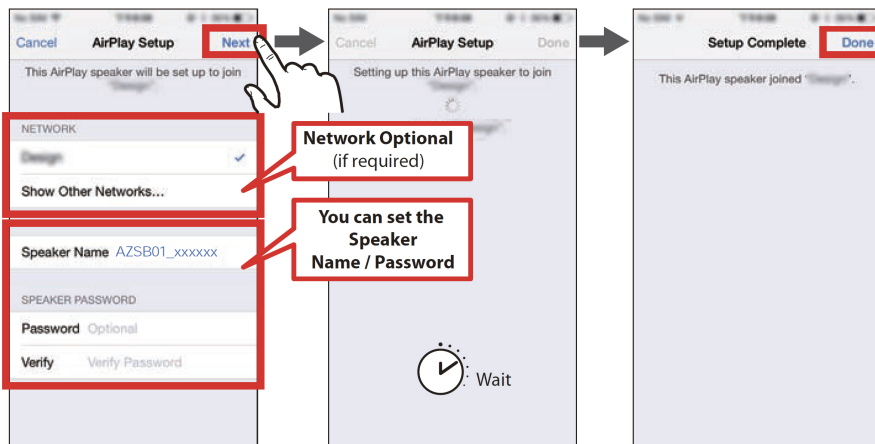 Cancel AirPlay Setup Next
This AirPlay speaker will be set up to join
NETWORK
Show Other Networks...
Speaker Name AZSB01_xxxxxx
SPEAKER PASSWORD
Password Optional
Verify Verify Password
Cancel AirPlay Setup Done
Setting up this AirPlay speaker to join
Network Optional
(if required)
You can set the
Speaker
Name / Password
Wait
Setup Complete Done
This AirPlay speaker joined